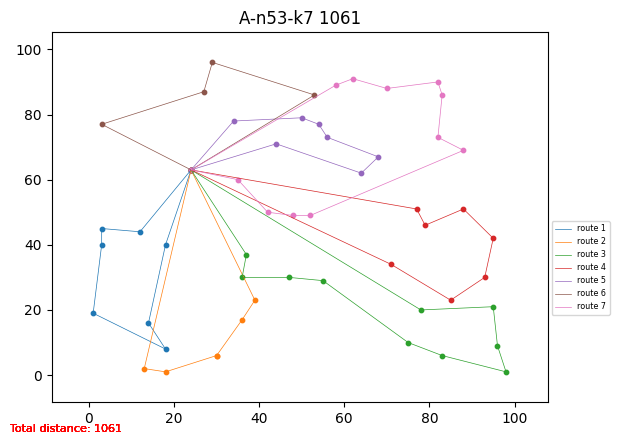 A-n53-k7 1061
100
80
60
40
20
0
0 20 40 60 80 100
route 1
route 2
route 3
route 4
route 5
route 6
route 7
Total distance: 1061